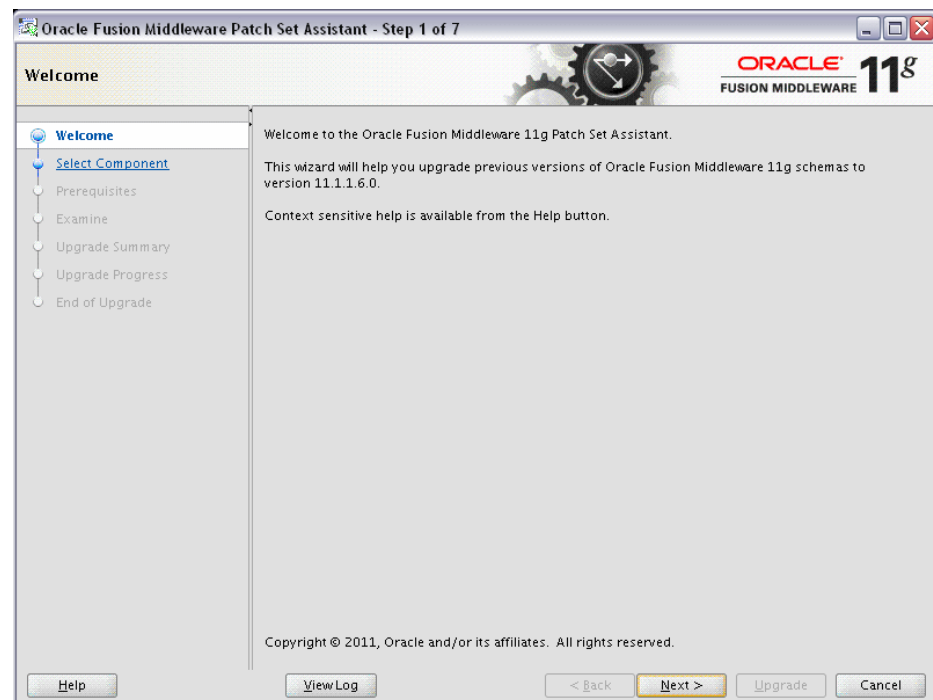 Oracle Fusion Middleware Patch Set Assistant - Step 1 of 7
Welcome
ORACLE
FUSION MIDDLEWARE
11g
Welcome
Select Component
Prerequisites
Examine
Upgrade Summary
Upgrade Progress
End of Upgrade
Welcome to the Oracle Fusion Middleware 11g Patch Set Assistant.
This wizard will help you upgrade previous versions of Oracle Fusion Middleware 11g schemas to
version 11.1.1.6.0.
Context sensitive help is available from the Help button.
Copyright © 2011, Oracle and/or its affiliates. All rights reserved.
Help
View Log
< Back
Next >
Upgrade
Cancel